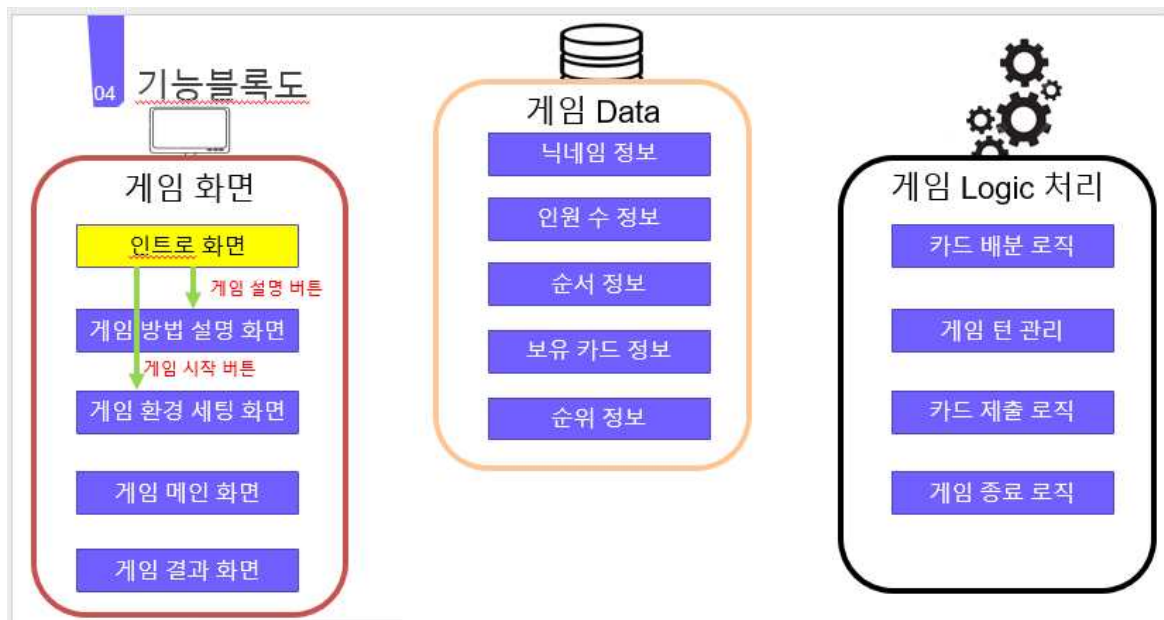 04
기능블록도
게임 화면
인트로 화면
게임 설명 버튼
게임 방법 설명 화면
게임 시작 버튼
게임 환경 세팅 화면
게임 메인 화면
게임 결과 화면
게임 Data
닉네임 정보
인원 수 정보
순서 정보
보유 카드 정보
순위 정보
게임 Logic 처리
카드 배분 로직
게임 턴 관리
카드 제출 로직
게임 종료 로직